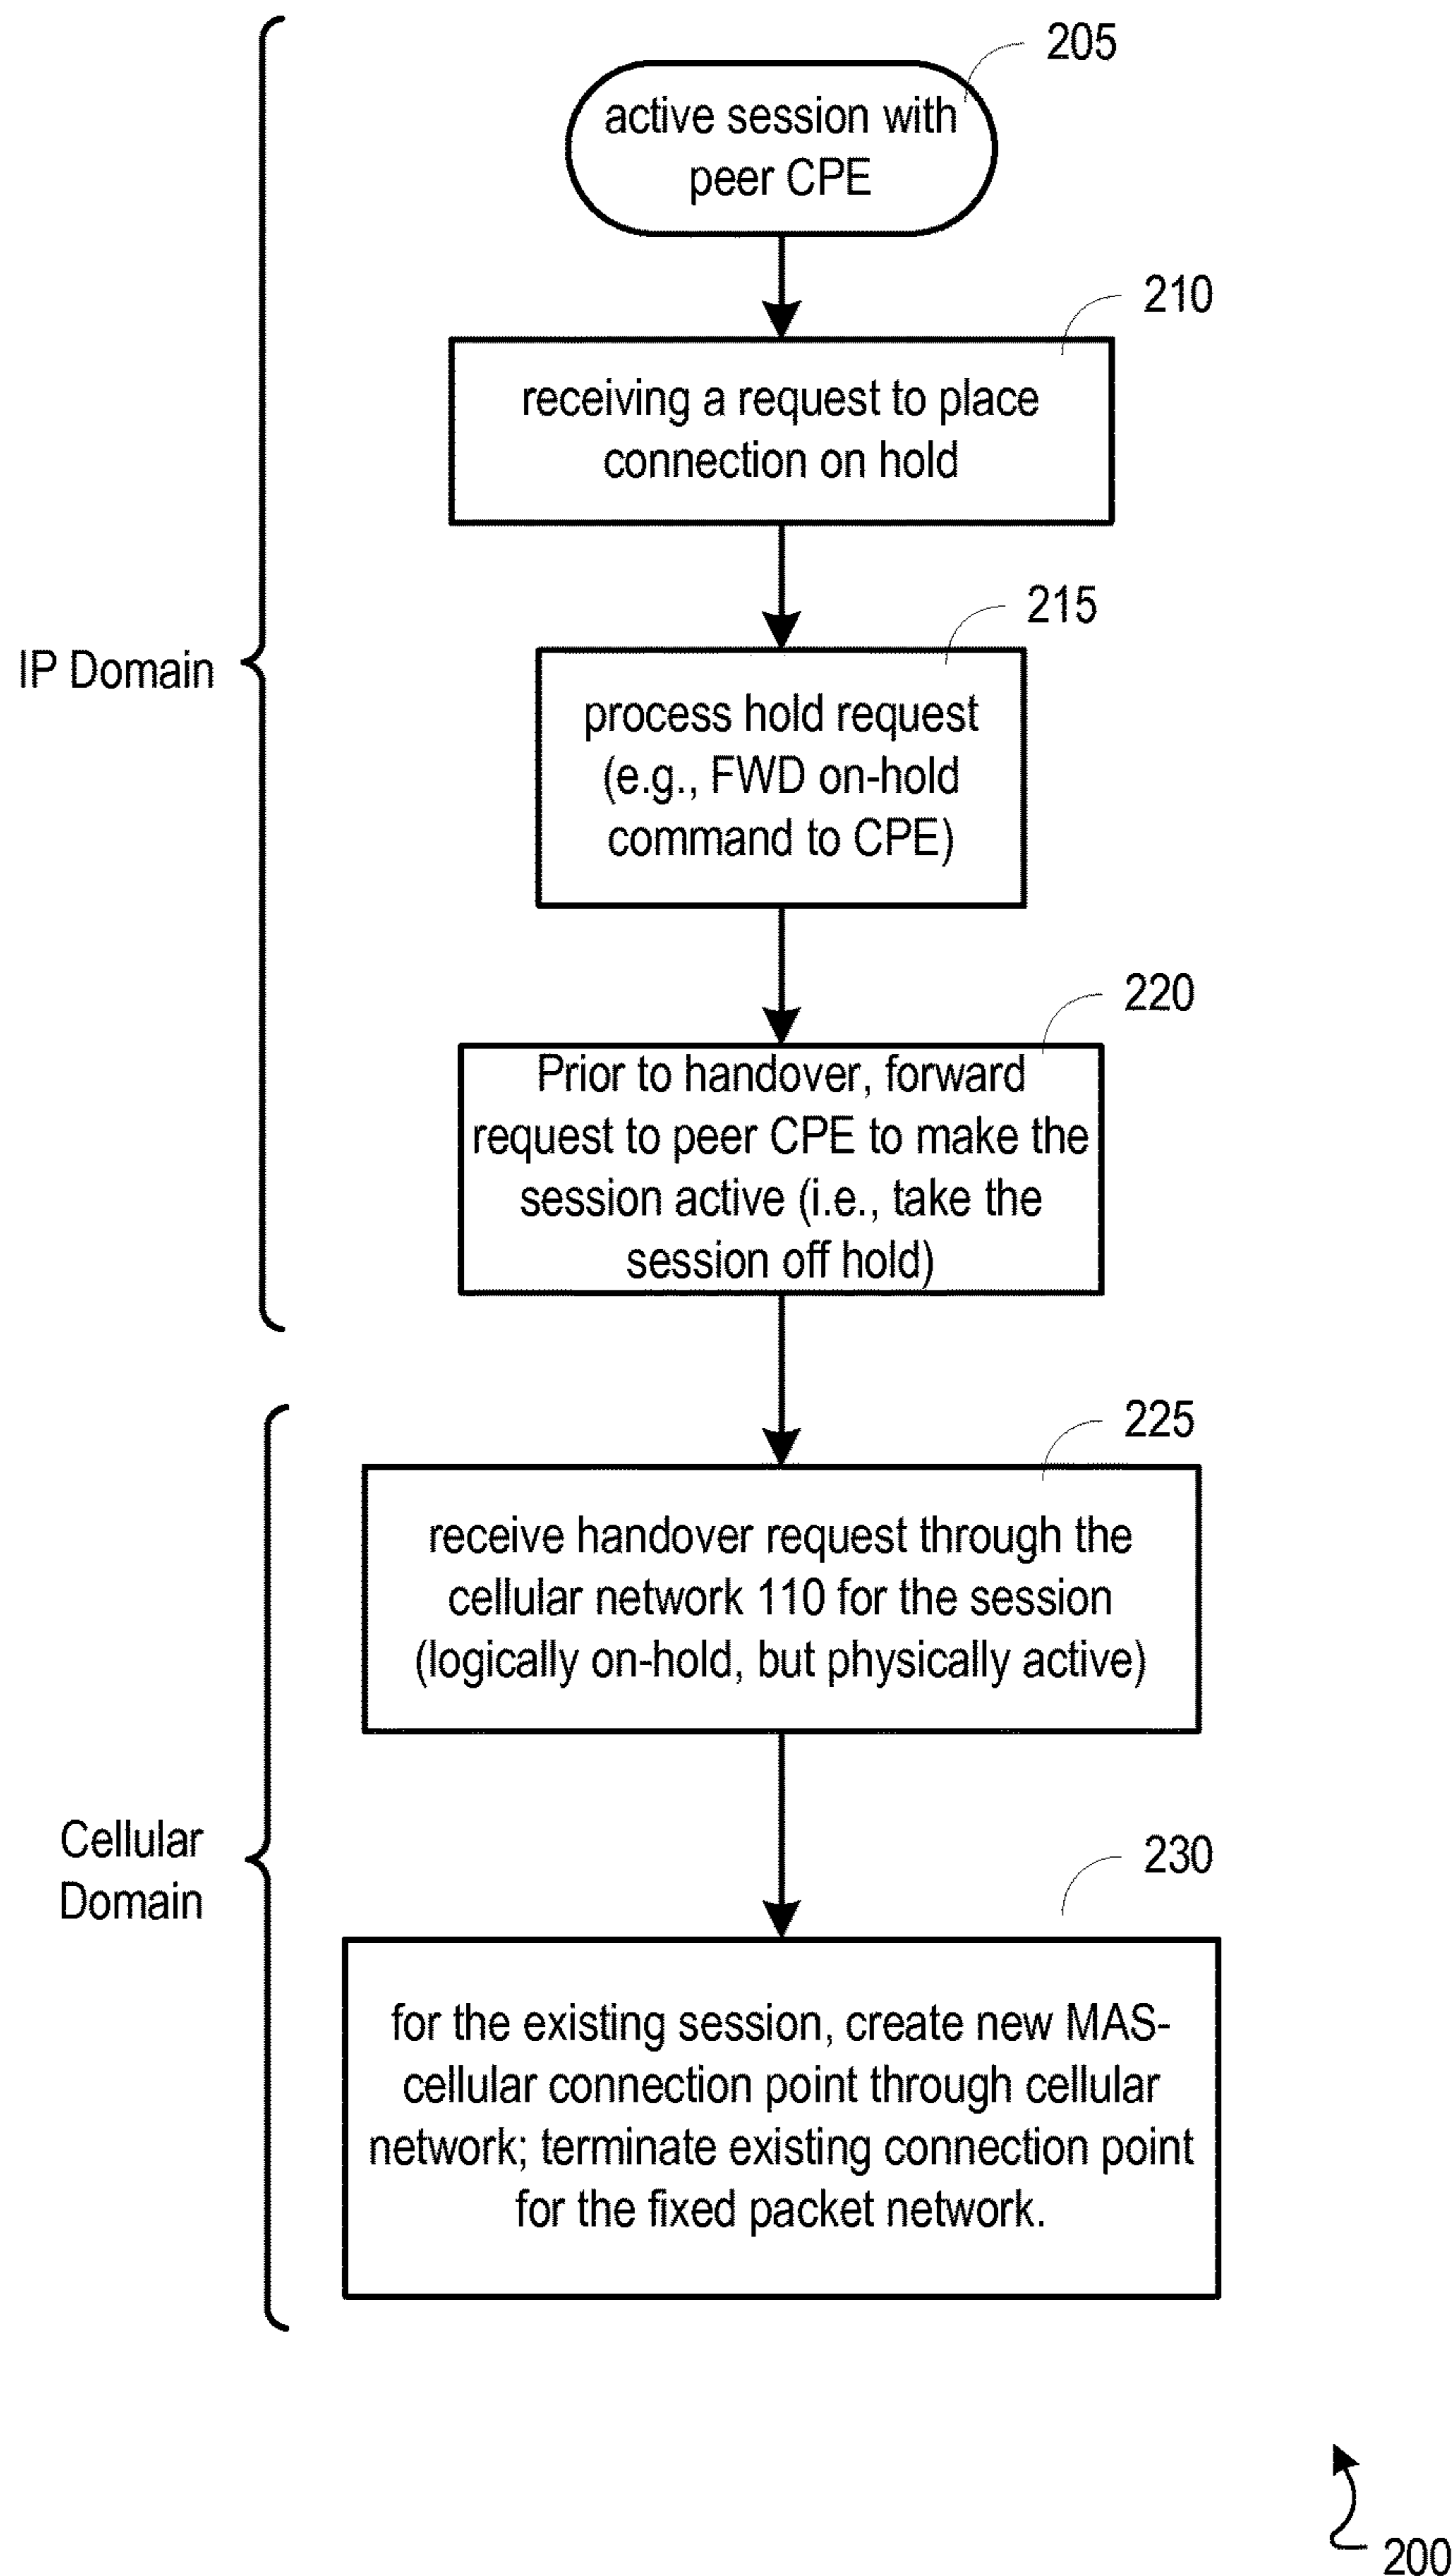 205
active session with
peer CPE
210
receiving a request to place
connection on hold
215
IP Domain
process hold request
(e.g., FWD on-hold
command to CPE)
220
Prior to handover, forward
request to peer CPE to make the
session active (i.e., take the
session off hold)
225
receive handover request through the
cellular network 110 for the session
(logically on-hold, but physically active)
Cellular
Domain
230
for the existing session, create new MAS-
cellular connection point through cellular
network; terminate existing connection point
for the fixed packet network.
200